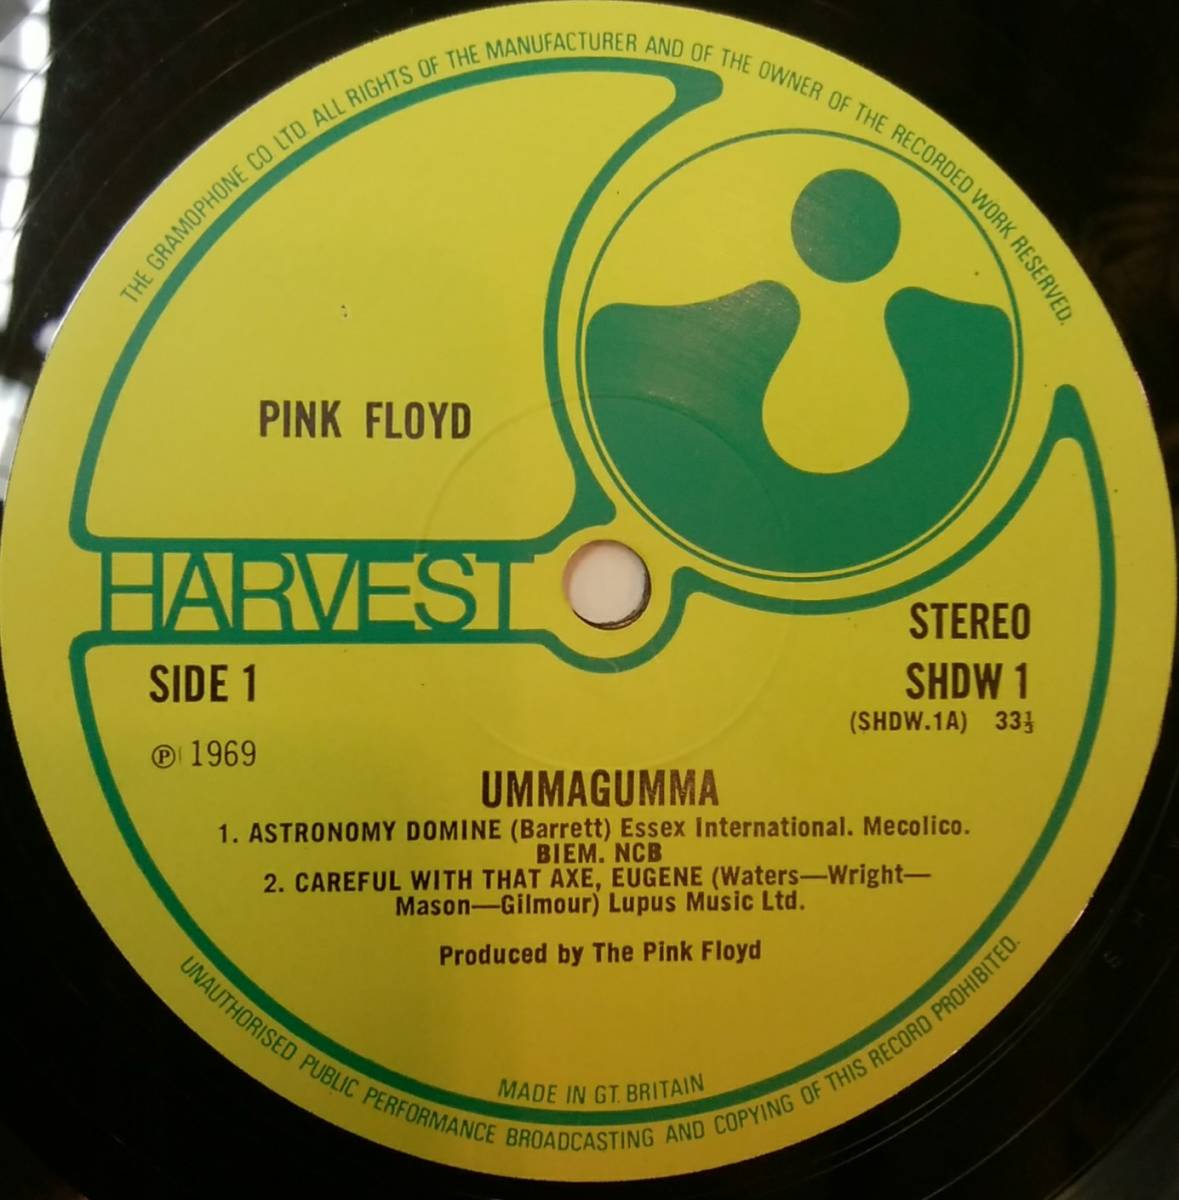 THE GRAMOPHONE CO LTD. ALL RIGHTS OF THE MANUFACTURER AND OF THE OWNER OF THE RECORDED WORK RESERVED.
PINK FLOYD
HARVEST
STEREO
SIDE 1
SHDW 1
(SHDW.1A) 33⅓
℗ 1969
UMMAGUMMA
1. ASTRONOMY DOMINE (Barrett) Essex International. Mecolico.
BIEM. NCB
2. CAREFUL WITH THAT AXE, EUGENE (Waters—Wright—
Mason—Gilmour) Lupus Music Ltd.
Produced by The Pink Floyd
MADE IN GT. BRITAIN
UNAUTHORISED PUBLIC PERFORMANCE BROADCASTING AND COPYING OF THIS RECORD PROHIBITED.